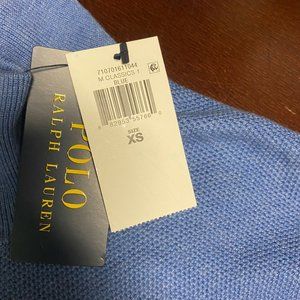 POLO
RALPH LAUREN
710701611044
M CLASSICS 1
BLUE
SIZE
XS